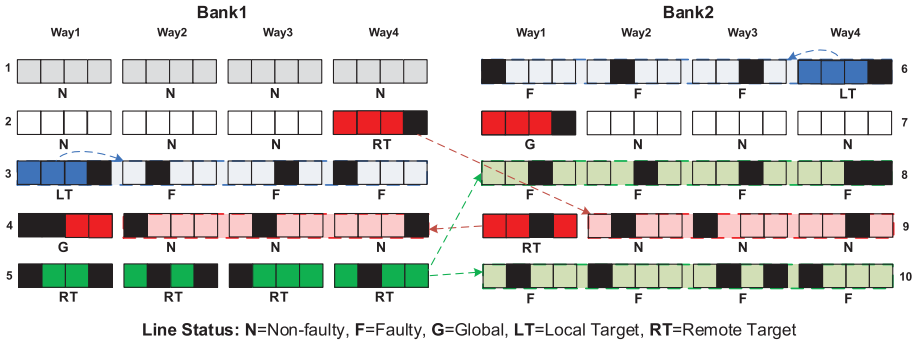 Bank1 Bank2
Way1 Way2 Way3 Way4 Way1 Way2 Way3 Way4
1 6
N N N N F F F LT
2 7
N N N RT G N N N
3 8
LT F F F F F F F
4 9
G N N N RT N N N
5 10
RT RT RT RT F F F F
Line Status: N=Non-faulty, F=Faulty, G=Global, LT=Local Target, RT=Remote Target